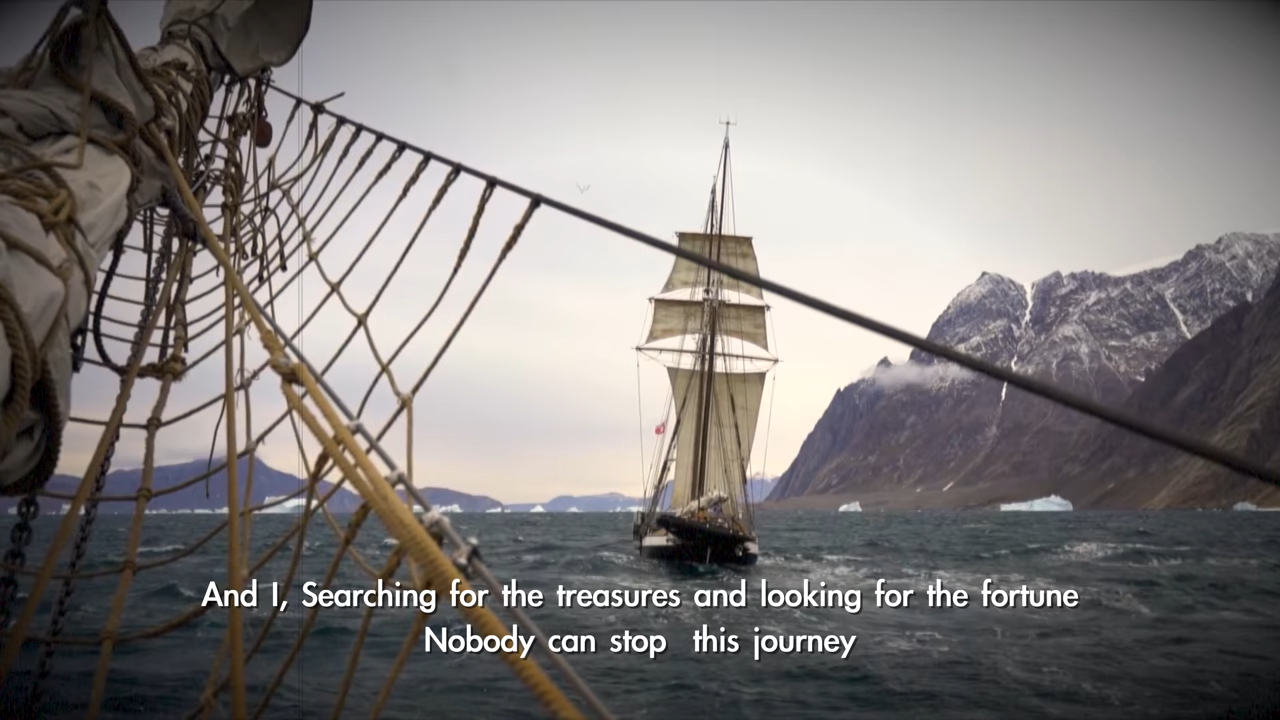 And I, Searching for the treasures and looking for the fortune
Nobody can stop  this journey